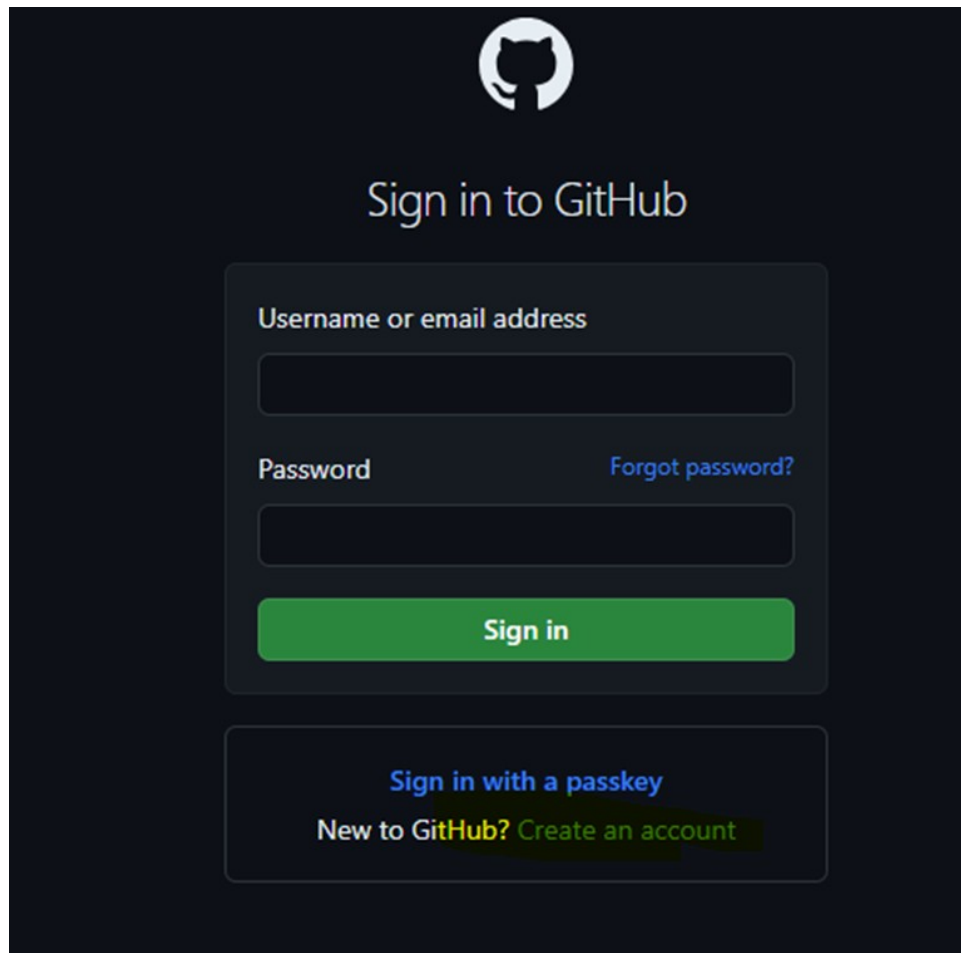 Sign in to GitHub
Username or email address
Password Forgot password?
Sign in
Sign in with a passkey
New to GitHub? Create an account